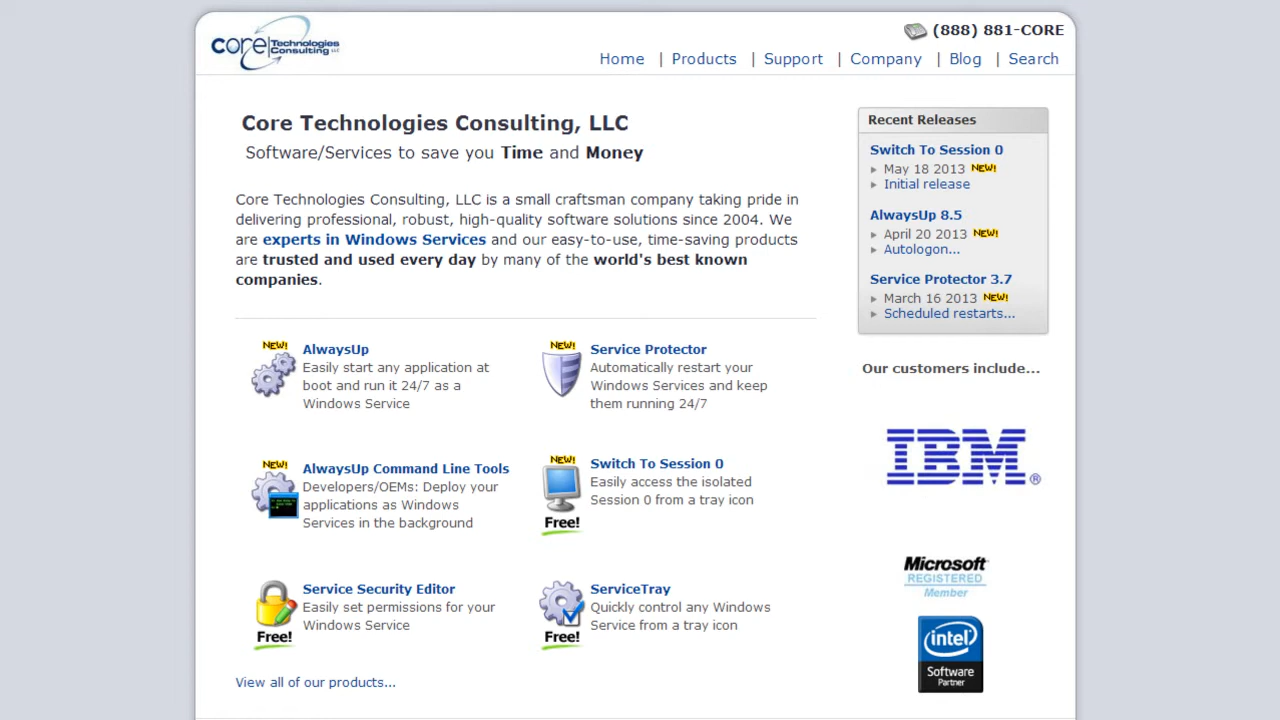 core Technologies Consulting LLC
(888) 881-CORE
Home | Products | Support | Company | Blog | Search
Core Technologies Consulting, LLC
Software/Services to save you Time and Money
Core Technologies Consulting, LLC is a small craftsman company taking pride in
delivering professional, robust, high-quality software solutions since 2004. We
are experts in Windows Services and our easy-to-use, time-saving products
are trusted and used every day by many of the world's best known
companies.
NEW!
AlwaysUp
Easily start any application at
boot and run it 24/7 as a
Windows Service
NEW!
Service Protector
Automatically restart your
Windows Services and keep
them running 24/7
NEW!
AlwaysUp Command Line Tools
Developers/OEMs: Deploy your
applications as Windows
Services in the background
NEW!
Switch To Session 0
Easily access the isolated
Session 0 from a tray icon
Free!
Service Security Editor
Easily set permissions for your
Windows Service
Free!
ServiceTray
Quickly control any Windows
Service from a tray icon
Free!
View all of our products...
Recent Releases
Switch To Session 0
May 18 2013 NEW!
Initial release
AlwaysUp 8.5
April 20 2013 NEW!
Autologon...
Service Protector 3.7
March 16 2013 NEW!
Scheduled restarts...
Our customers include...
IBM®
Microsoft
REGISTERED
Member
intel
Software
Partner